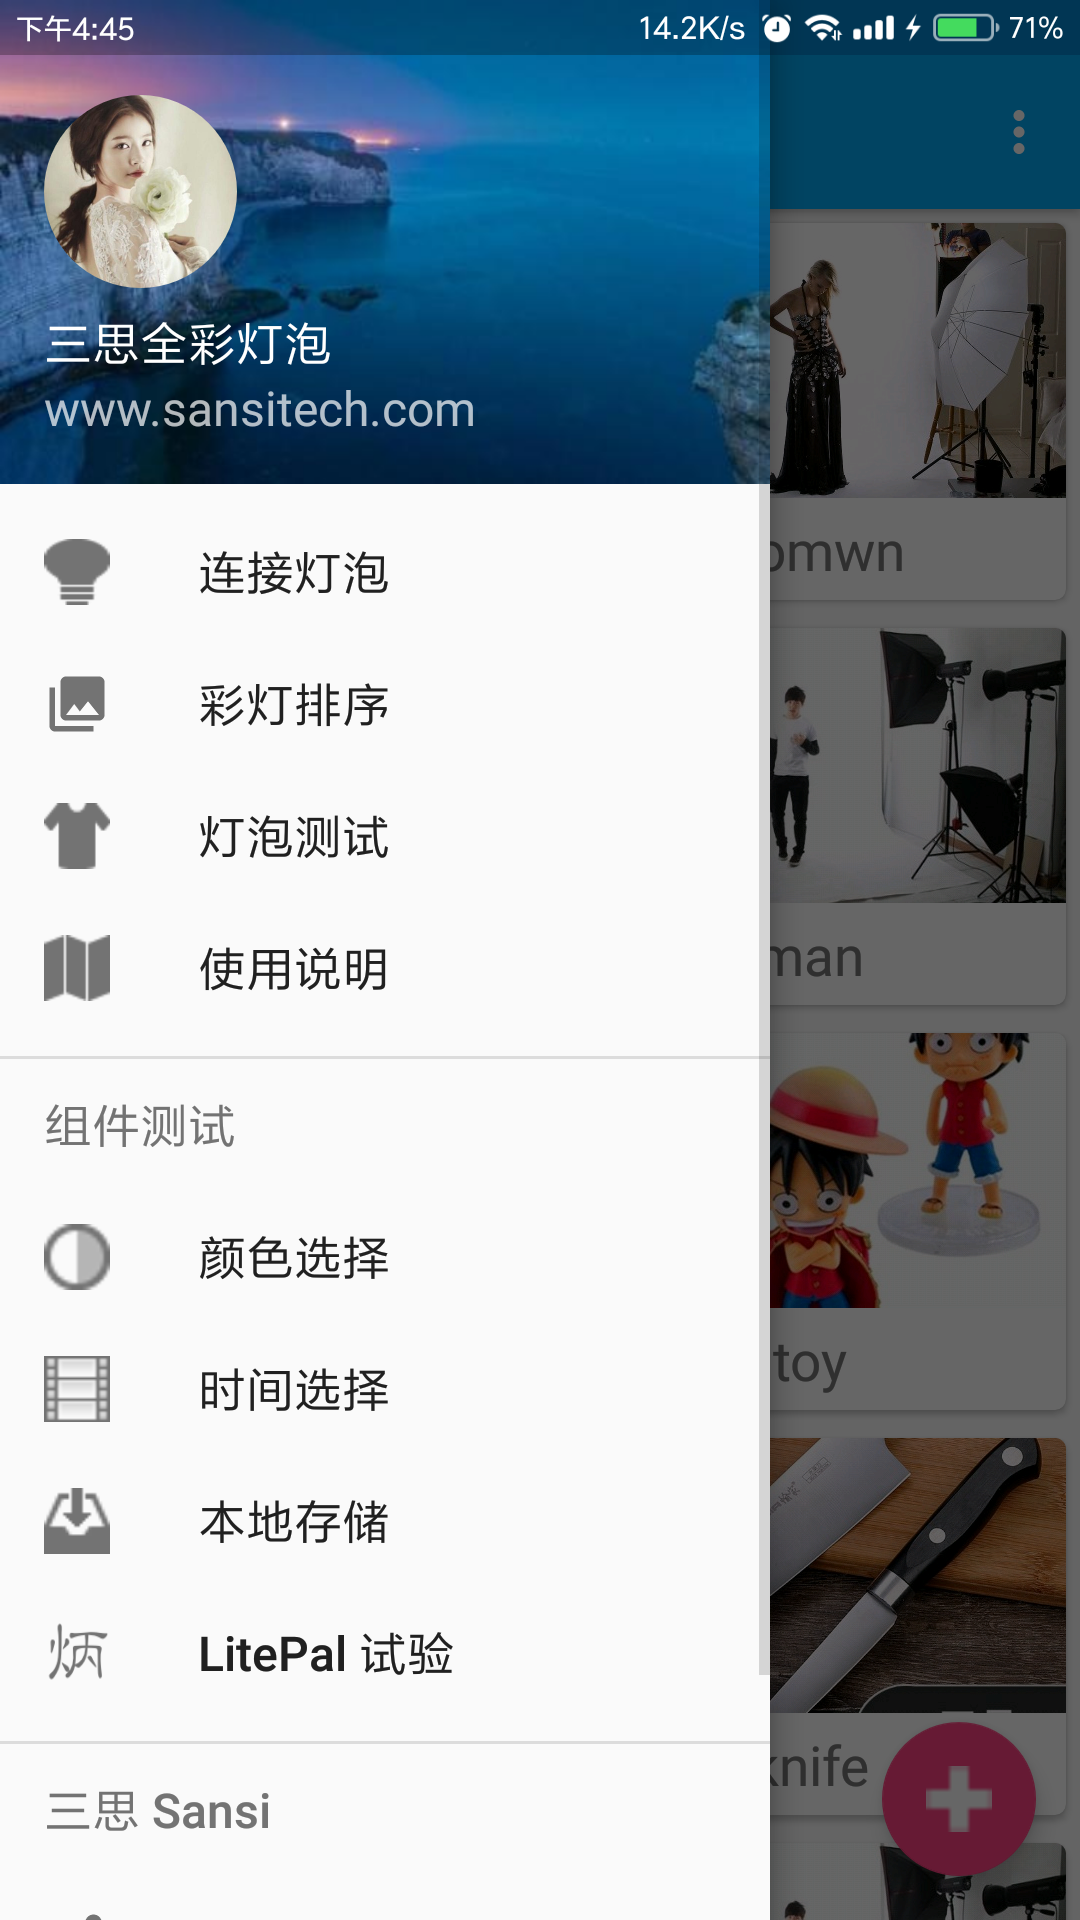 下午4:45
14.2K/s
71%
三思全彩灯泡
www.sansitech.com
连接灯泡
彩灯排序
灯泡测试
使用说明
组件测试
颜色选择
时间选择
本地存储
炳
LitePal 试验
三思 Sansi
omwn
man
toy
knife